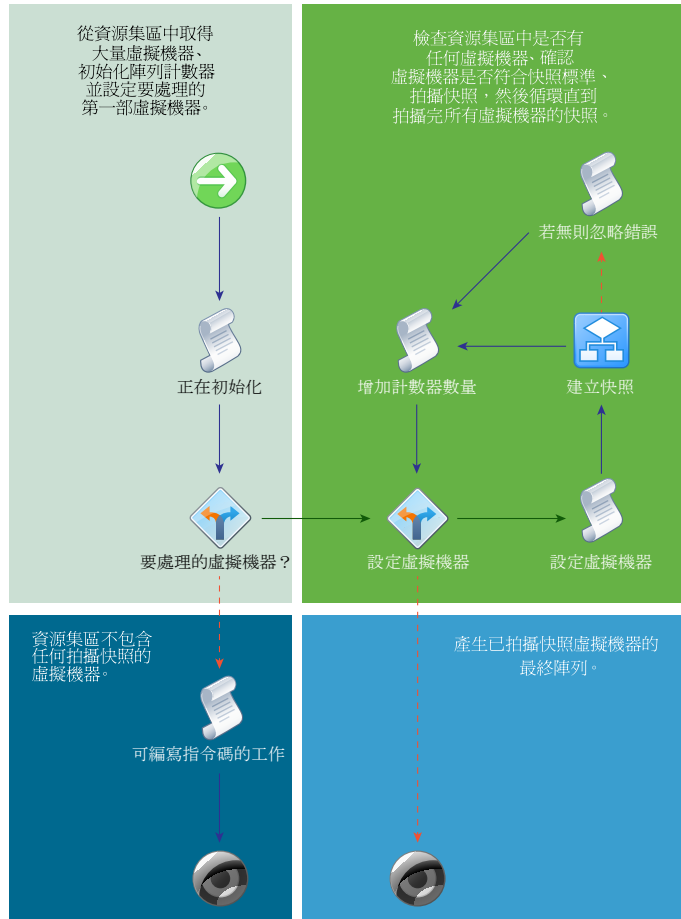 從資源集區中取得
大量虛擬機器、
初始化陣列計數器
並設定要處理的
第一部虛擬機器。
檢查資源集區中是否有
任何虛擬機器、確認
虛擬機器是否符合快照標準、
拍攝快照，然後循環直到
拍攝完所有虛擬機器的快照。
若無則忽略錯誤
正在初始化
增加計數器數量
建立快照
要處理的虛擬機器？
設定虛擬機器
設定虛擬機器
資源集區不包含
任何拍攝快照的
虛擬機器。
產生已拍攝快照虛擬機器的
最終陣列。
可編寫指令碼的工作